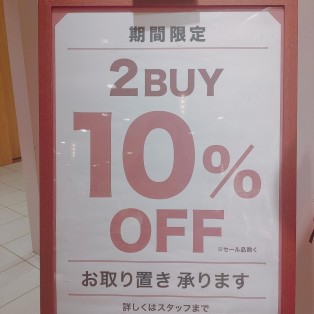 期間限定
2BUY
10%
OFF
※セール品除く
お取り置き 承ります
詳しくはスタッフまで